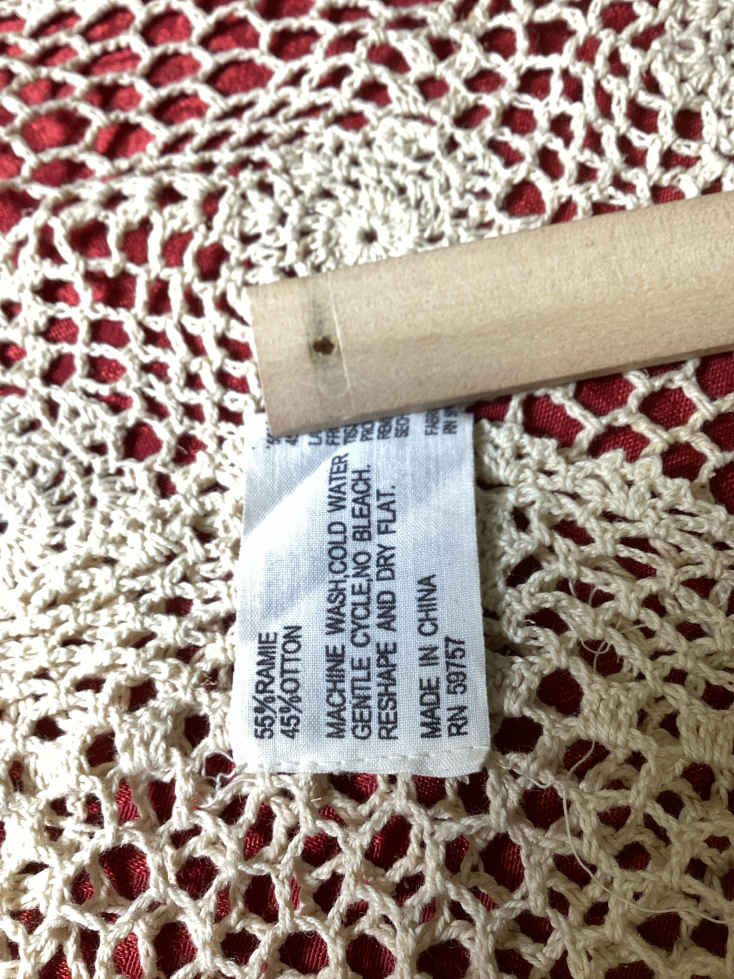 55%RAMIE
45%COTTON
MACHINE WASH,COLD WATER
GENTLE CYCLE,NO BLEACH.
RESHAPE AND DRY FLAT.
MADE IN CHINA
RN 59757